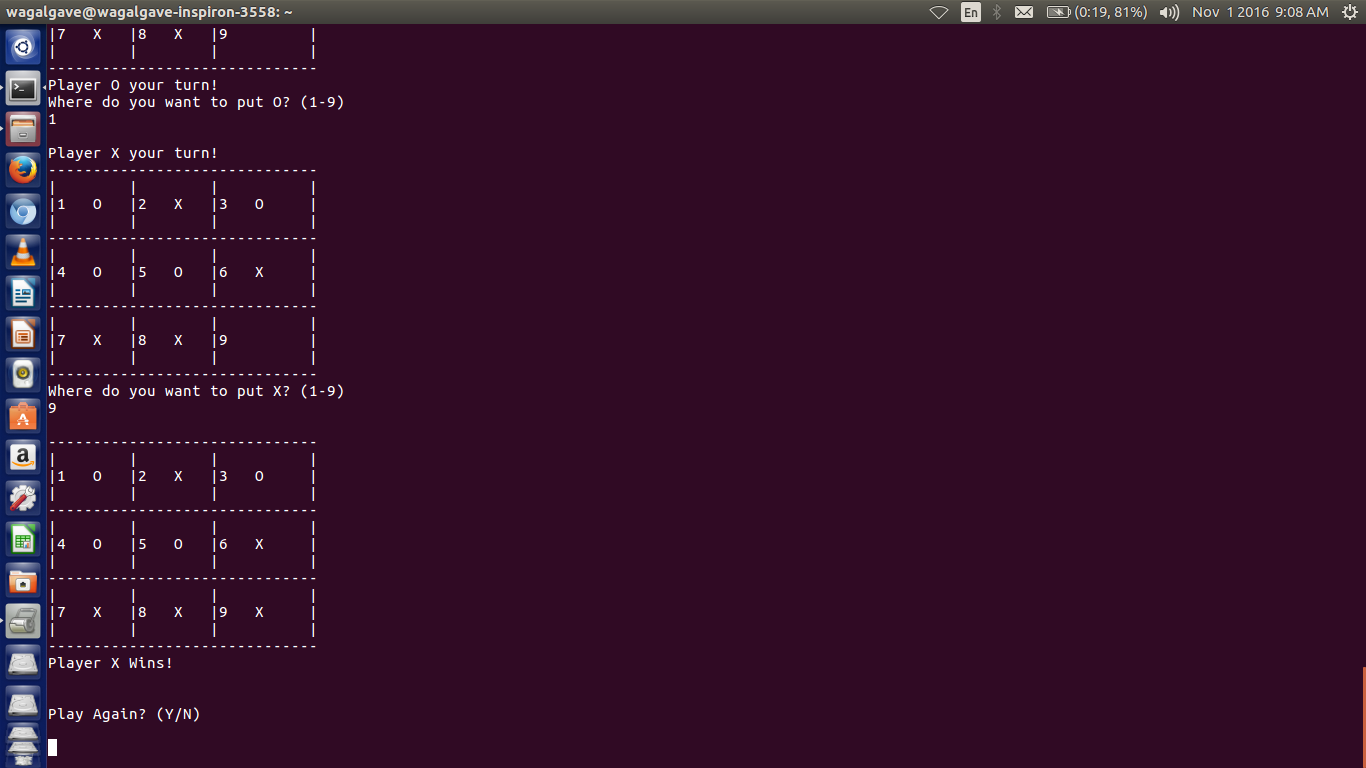 wagalgave@wagalgave-inspiron-3558: ~ En (0:19, 81%) Nov 1 2016 9:08 AM
|7    X    |8    X    |9          |
|          |          |           |
------------------------------
Player O your turn!
Where do you want to put O? (1-9)
1
Player X your turn!
------------------------------
|          |          |           |
|1    O    |2    X    |3    O     |
|          |          |           |
------------------------------
|          |          |           |
|4    O    |5    O    |6    X     |
|          |          |           |
------------------------------
|          |          |           |
|7    X    |8    X    |9          |
|          |          |           |
------------------------------
Where do you want to put X? (1-9)
9
------------------------------
|          |          |           |
|1    O    |2    X    |3    O     |
|          |          |           |
------------------------------
|          |          |           |
|4    O    |5    O    |6    X     |
|          |          |           |
------------------------------
|          |          |           |
|7    X    |8    X    |9    X     |
|          |          |           |
------------------------------
Player X Wins!
Play Again? (Y/N)